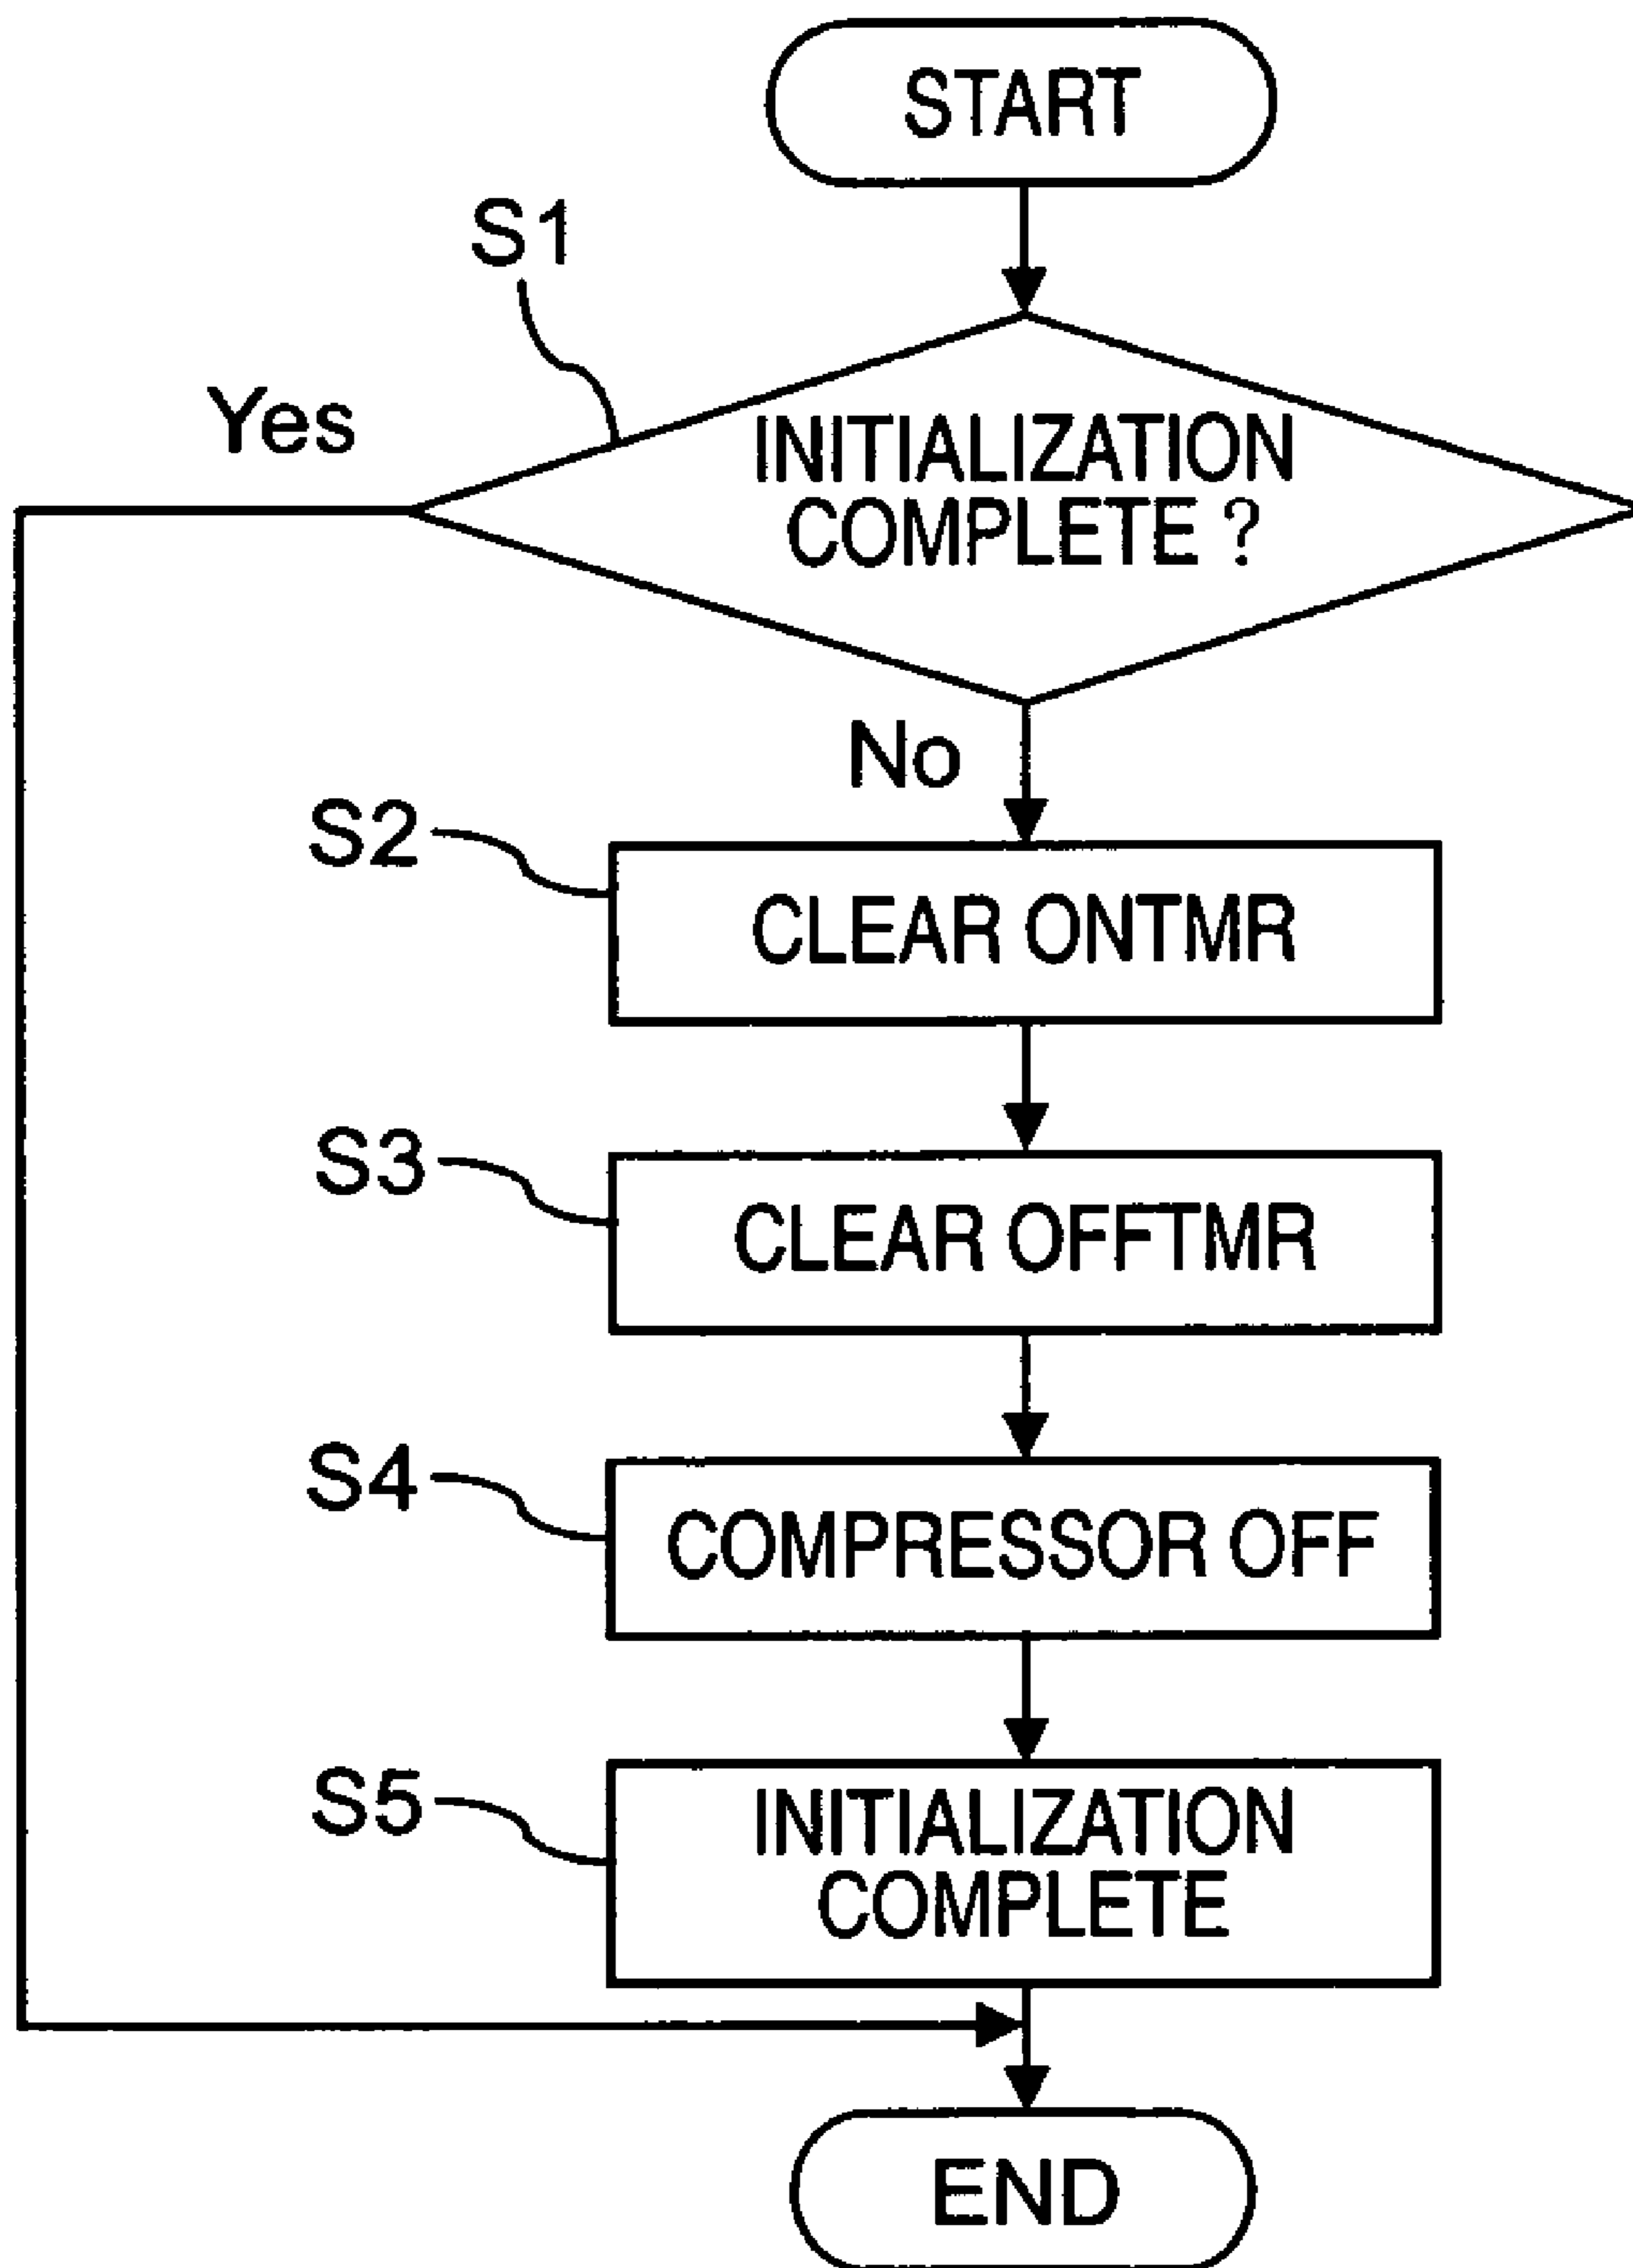 START
S1
Yes
INITIALIZATION
COMPLETE ?
No
S2
CLEAR ONTMR
S3
CLEAR OFFTMR
S4
COMPRESSOR OFF
S5
INITIALIZATION
COMPLETE
END